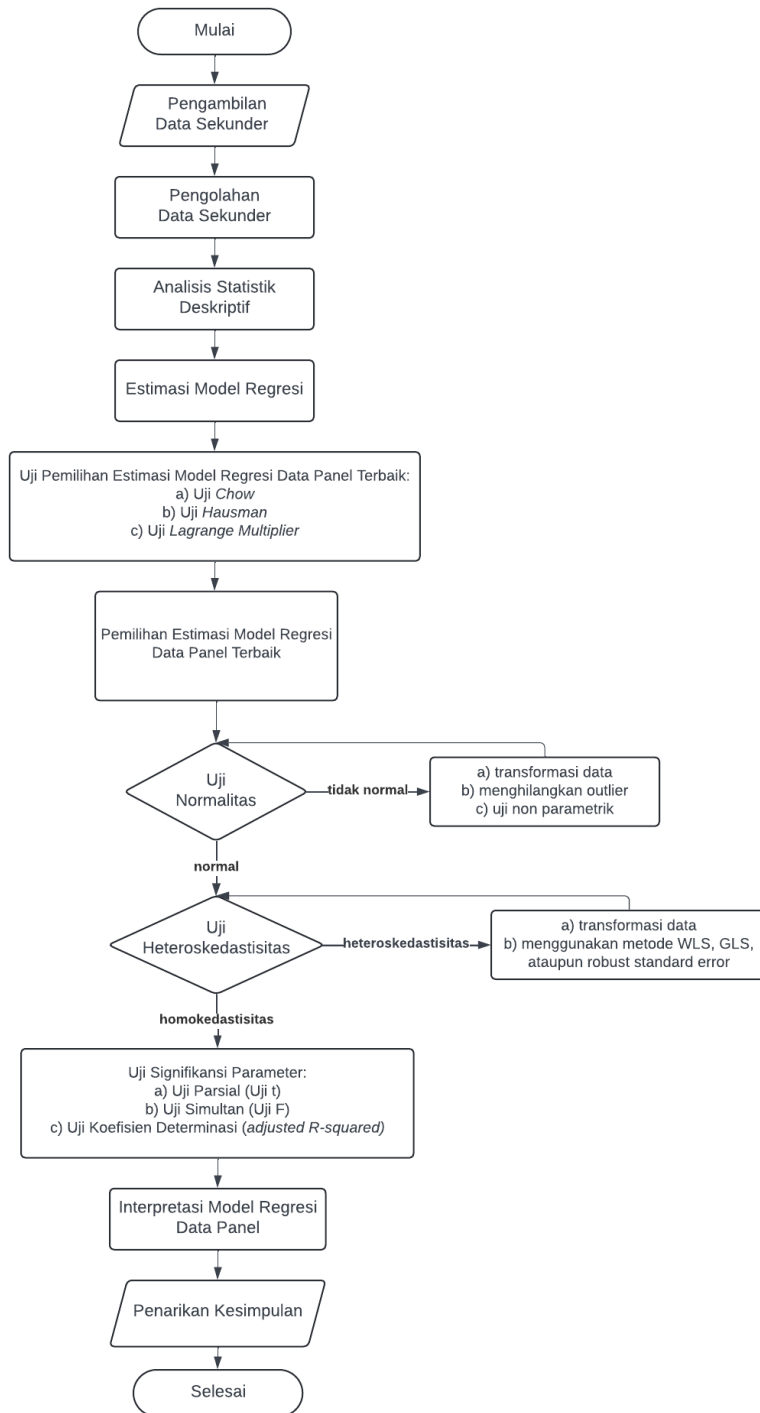 Mulai
Pengambilan
Data Sekunder
Pengolahan
Data Sekunder
Analisis Statistik
Deskriptif
Estimasi Model Regresi
Uji Pemilihan Estimasi Model Regresi Data Panel Terbaik:
a) Uji Chow
b) Uji Hausman
c) Uji Lagrange Multiplier
Pemilihan Estimasi Model Regresi
Data Panel Terbaik
Uji
Normalitas
tidak normal
a) transformasi data
b) menghilangkan outlier
c) uji non parametrik
normal
Uji
Heteroskedastisitas
heteroskedastisitas
a) transformasi data
b) menggunakan metode WLS, GLS,
ataupun robust standard error
homokedastisitas
Uji Signifikansi Parameter:
a) Uji Parsial (Uji t)
b) Uji Simultan (Uji F)
c) Uji Koefisien Determinasi (adjusted R-squared)
Interpretasi Model Regresi
Data Panel
Penarikan Kesimpulan
Selesai